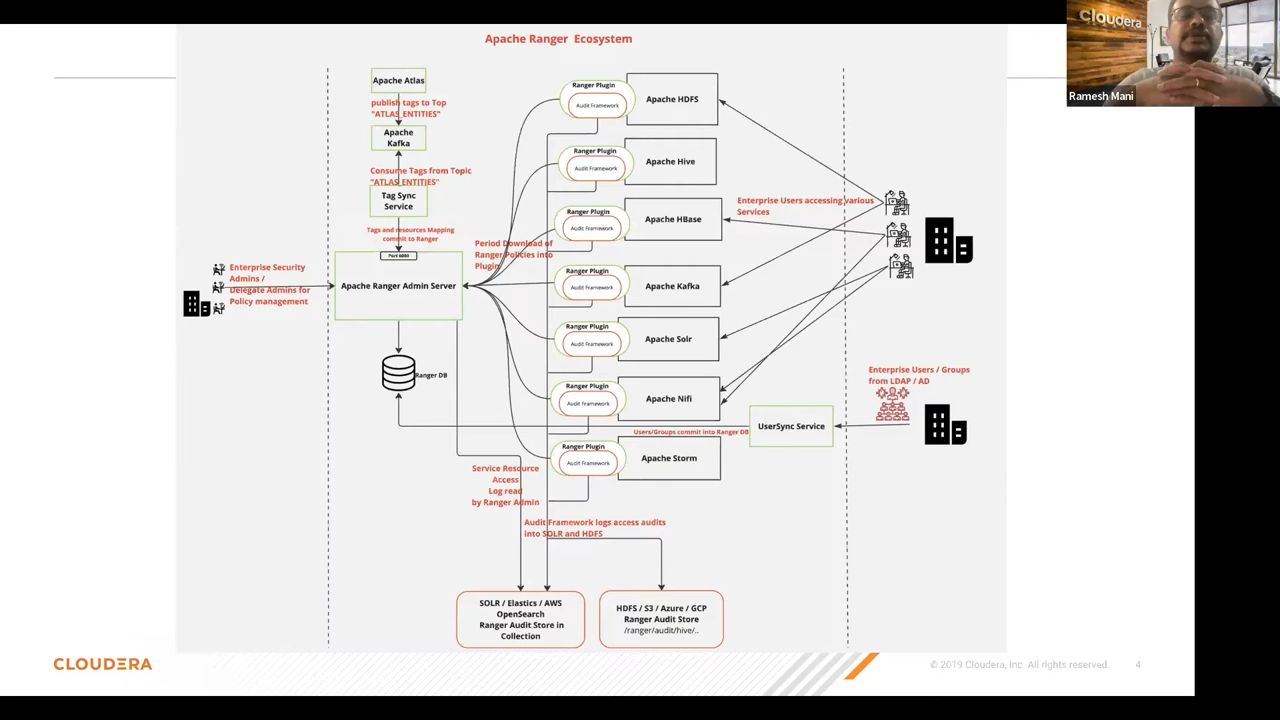 Apache Ranger Ecosystem
cloudera
Ramesh Mani
Apache Atlas
publish tags to Top
"ATLAS_ENTITIES"
Apache
Kafka
Consume Tags from Topic
"ATLAS_ENTITIES"
Tag Sync
Service
Tags and resources Mapping
commit to Ranger
Port 6080
Apache Ranger Admin Server
Enterprise Security
Admins /
Delegate Admins for
Policy management
Ranger DB
Period Download of
Ranger Policies into
Plugin
Ranger Plugin
Audit Framework
Apache HDFS
Ranger Plugin
Audit Framework
Apache Hive
Ranger Plugin
Audit Framework
Apache HBase
Ranger Plugin
Audit Framework
Apache Kafka
Ranger Plugin
Audit Framework
Apache Solr
Ranger Plugin
Audit Framework
Apache Nifi
Ranger Plugin
Audit Framework
Apache Storm
Enterprise Users accessing various
Services
Enterprise Users / Groups
from LDAP / AD
UserSync Service
Users/Groups commit into Ranger DB
Service Resource
Access
Log read
by Ranger Admin
Audit Framework logs access audits
into SOLR and HDFS
SOLR / Elastics / AWS
OpenSearch
Ranger Audit Store in
Collection
HDFS / S3 / Azure / GCP
Ranger Audit Store
/ranger/audit/hive/..
CLOUDERA
© 2019 Cloudera, Inc. All rights reserved.
4